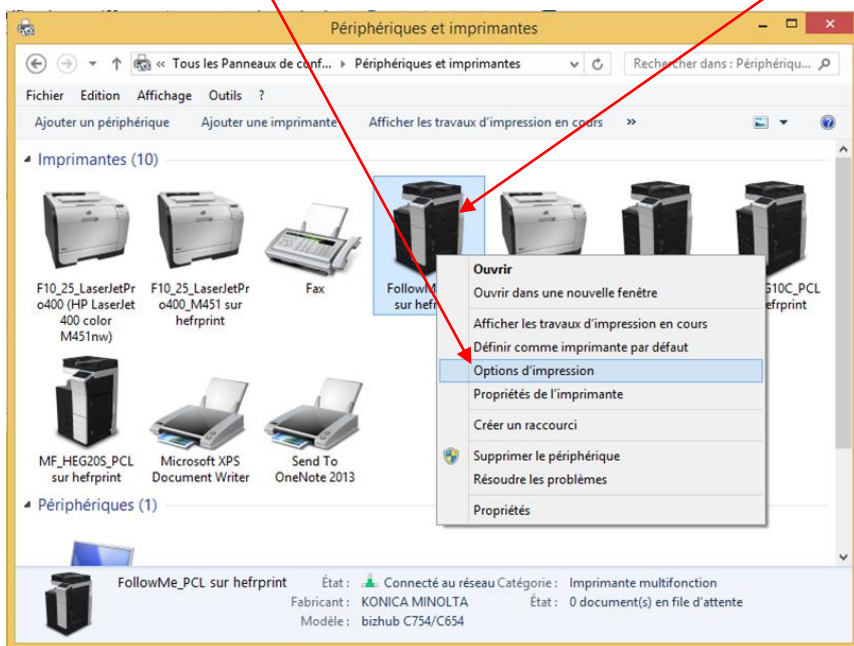 Périphériques et imprimantes
« Tous les Panneaux de conf... Périphériques et imprimantes
Rechercher dans : Périphériqu...
Fichier Edition Affichage Outils ?
Ajouter un périphérique Ajouter une imprimante Afficher les travaux d'impression en cours »
Imprimantes (10)
F10_25_LaserJetPr
o400 (HP LaserJet
400 color
M451nw)
F10_25_LaserJetPr
o400_M451 sur
hefrprint
Fax
FollowM
sur hefr
G10C_PCL
efrprint
Ouvrir
Ouvrir dans une nouvelle fenêtre
Afficher les travaux d'impression en cours
Définir comme imprimante par défaut
Options d'impression
Propriétés de l'imprimante
Créer un raccourci
Supprimer le périphérique
Résoudre les problèmes
Propriétés
MF_HEG20S_PCL
sur hefrprint
Microsoft XPS
Document Writer
Send To
OneNote 2013
Périphériques (1)
FollowMe_PCL sur hefrprint État : Connecté au réseau Catégorie : Imprimante multifonction
Fabricant : KONICA MINOLTA État : 0 document(s) en file d'attente
Modèle : bizhub C754/C654